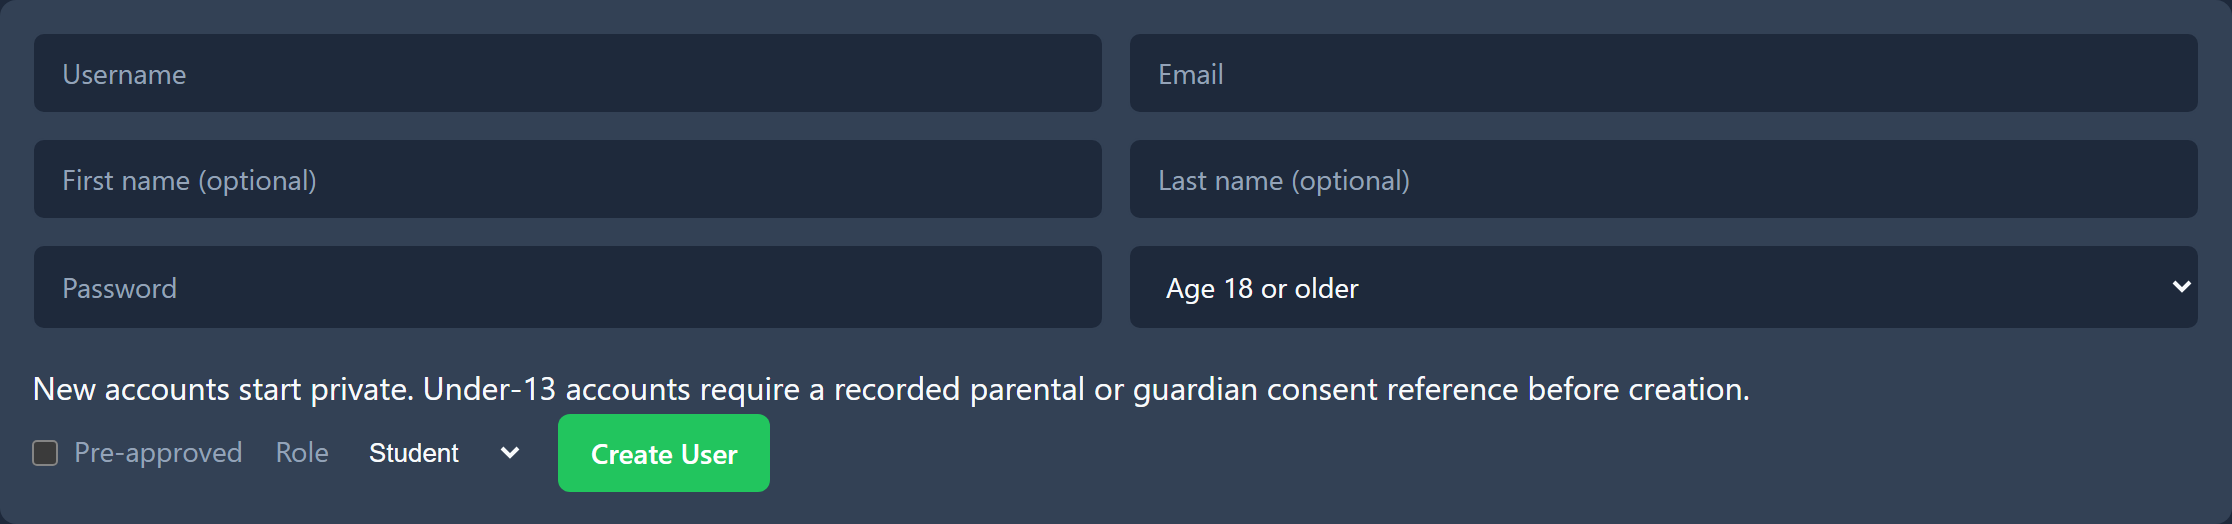 Username
Email
First name (optional)
Last name (optional)
Password
Age 18 or older
New accounts start private. Under-13 accounts require a recorded parental or guardian consent reference before creation.
Pre-approved
Role
Student
Create User